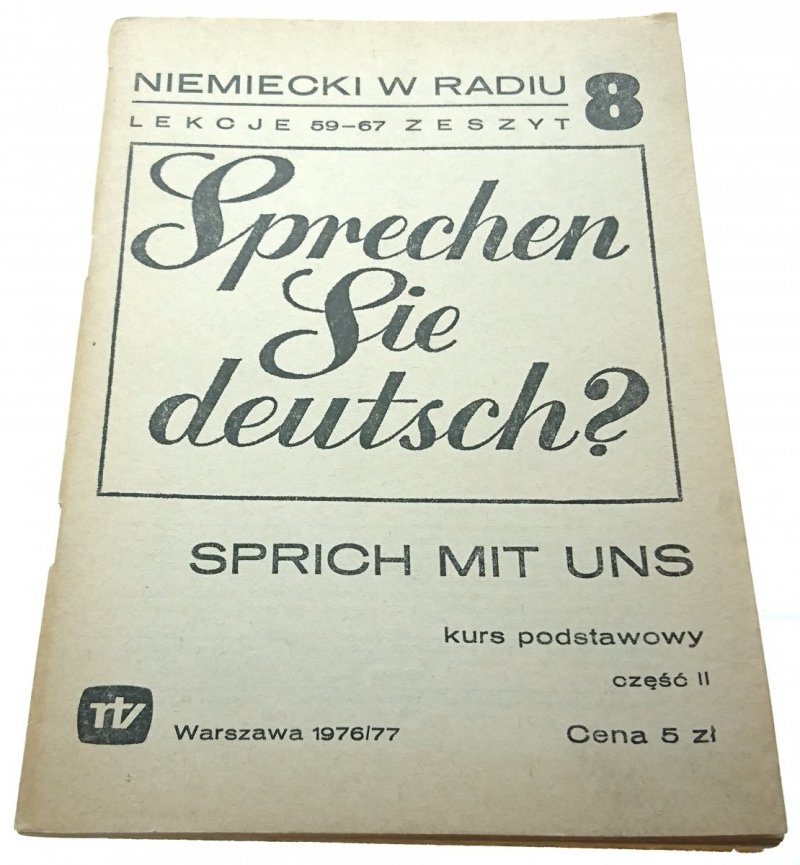 NIEMIECKI W RADIU 8
LEKCJE 59-67 ZESZYT
Sprechen
Sie
deutsch?
SPRICH MIT UNS
kurs podstawowy
część II
rtv Warszawa 1976/77 Cena 5 zł